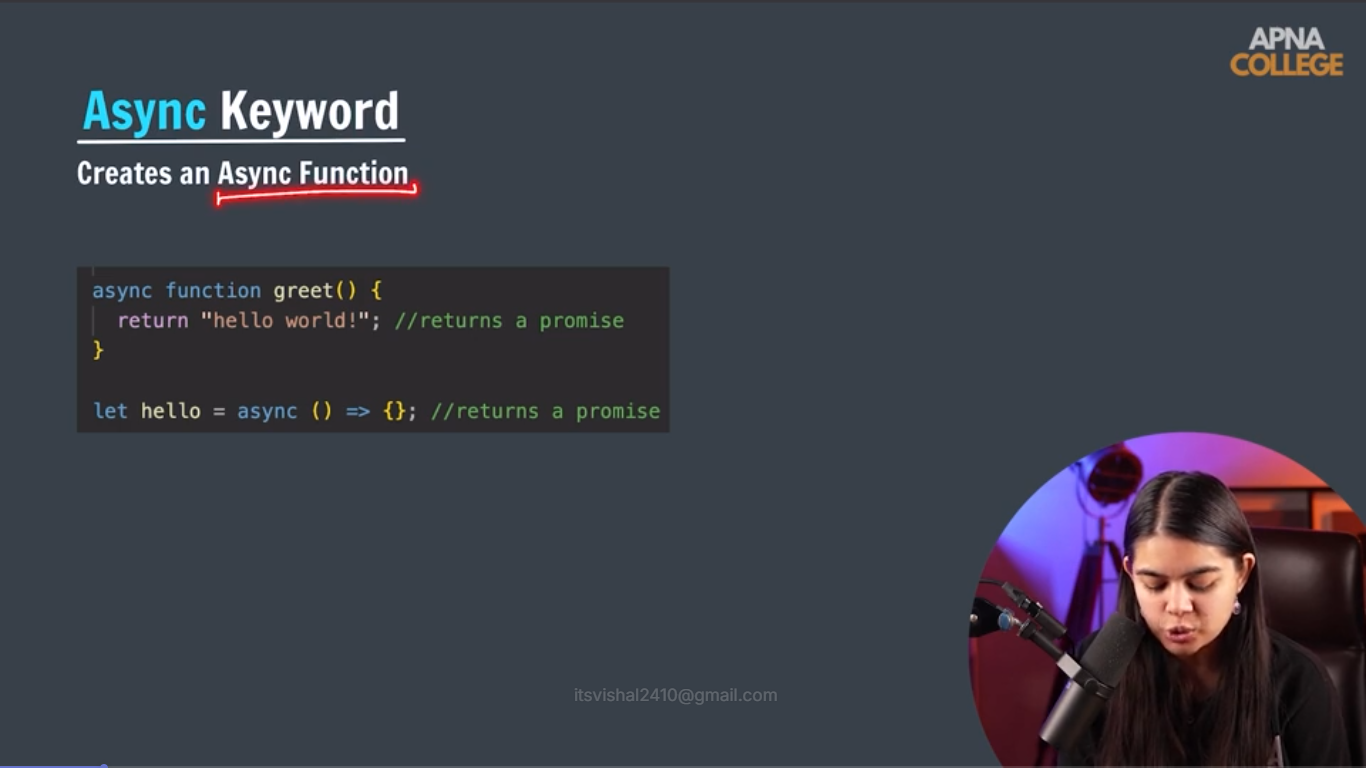 APNA
COLLEGE
Async Keyword
Creates an Async Function
async function greet() {
return "hello world!"; //returns a promise
}
let hello = async () => {}; //returns a promise
itsvishal2410@gmail.com